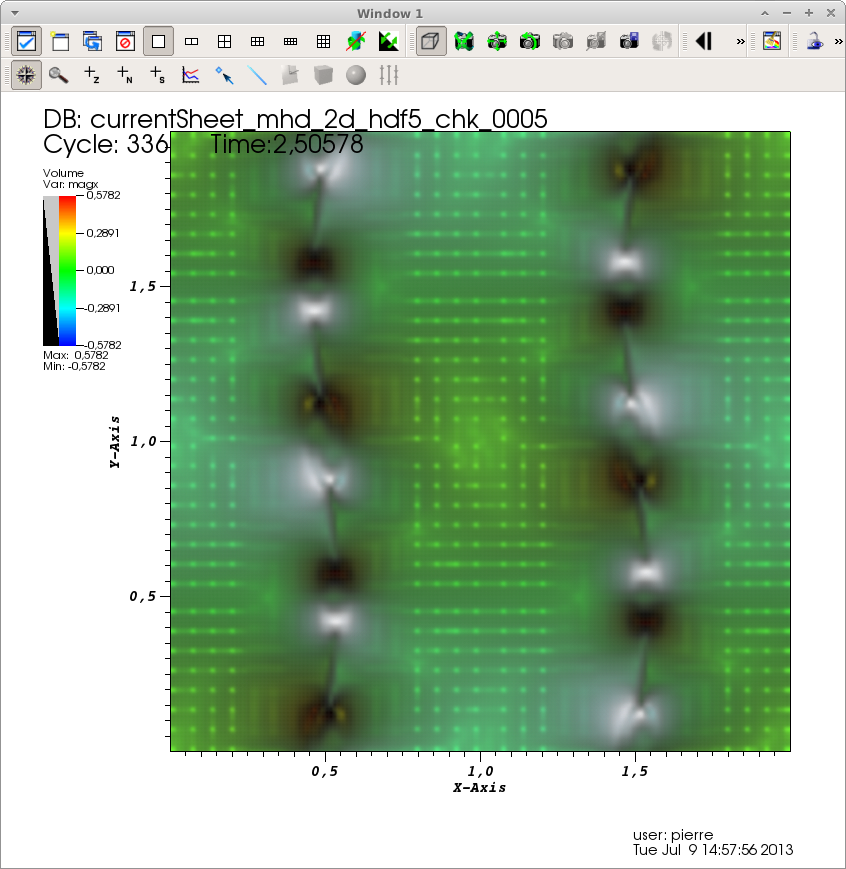 Window 1
DB: currentSheet_mhd_2d_hdf5_chk_0005
Cycle: 336 Time:2,50578
Volume
Var: magx
0,5782
0,2891
0,000
-0,2891
-0,5782
Max: 0,5782
Min: -0,5782
1,5
1,0
0,5
Y-Axis
0,5 1,0 1,5
X-Axis
user: pierre
Tue Jul 9 14:57:56 2013
z
N
S